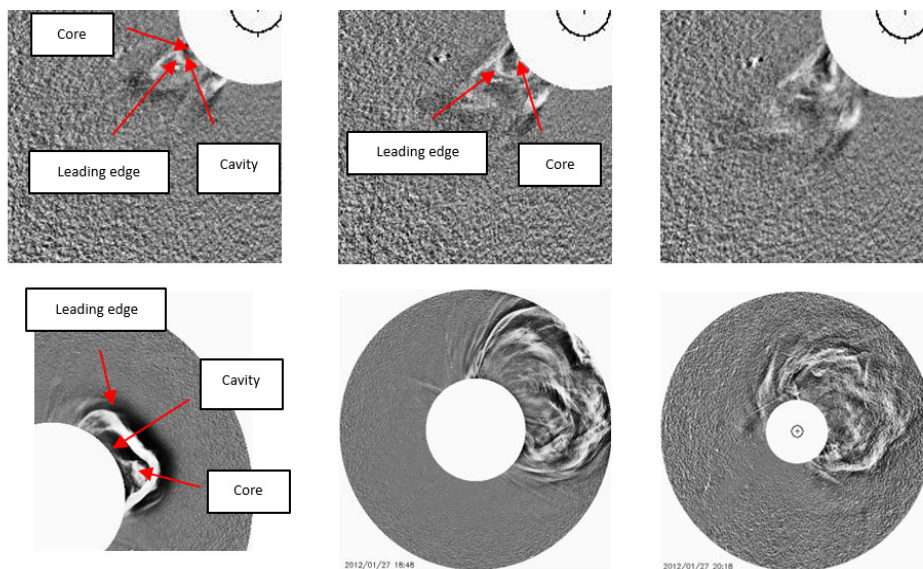 Core
Leading edge
Cavity
Leading edge
Core
Leading edge
Cavity
Core
2012/01/27 18:48
2012/01/27 20:18